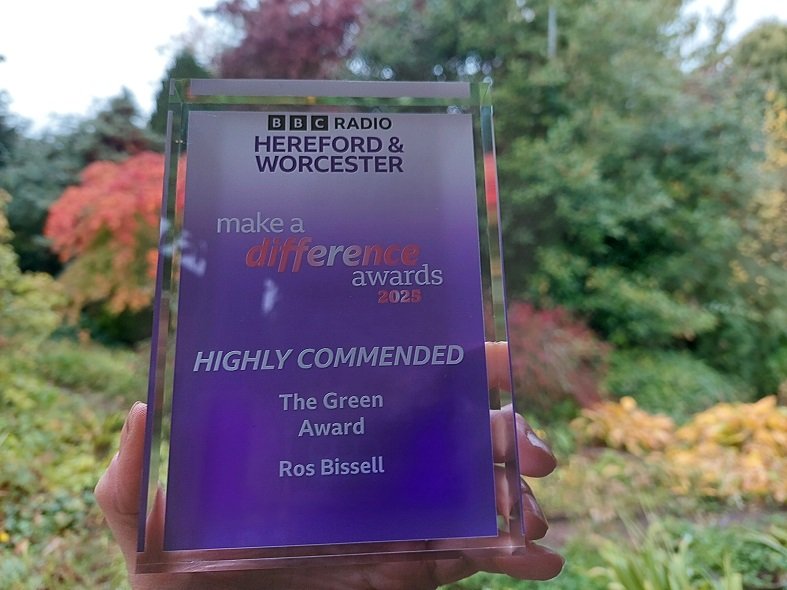 BBC RADIO
HEREFORD &
WORCESTER
make a
difference
awards
2025
HIGHLY COMMENDED
The Green
Award
Ros Bissell